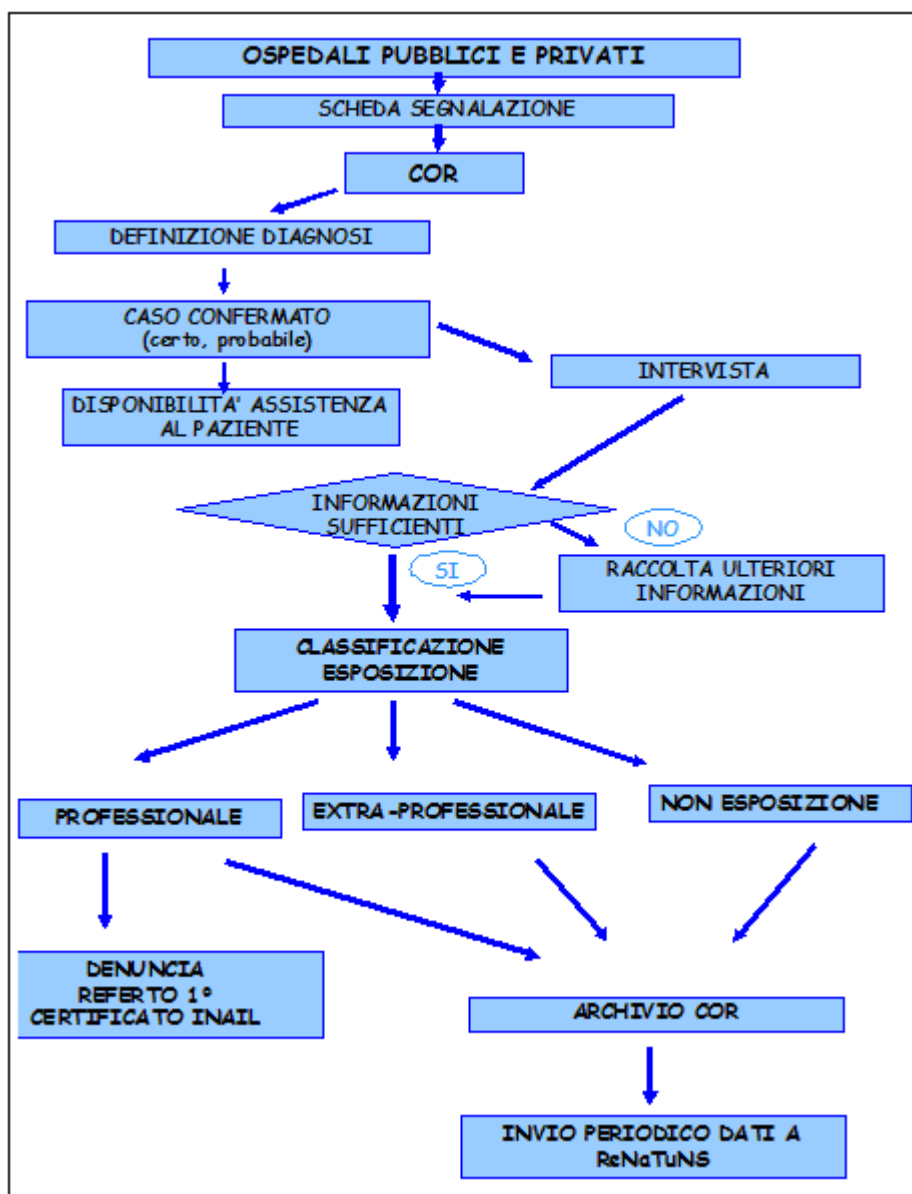 OSPEDALI PUBBLICI E PRIVATI
SCHEDA SEGNALAZIONE
COR
DEFINIZIONE DIAGNOSI
CASO CONFERMATO
(certo, probabile)
INTERVISTA
DISPONIBILITA' ASSISTENZA
AL PAZIENTE
INFORMAZIONI
SUFFICIENTI
NO
SI
RACCOLTA ULTERIORI
INFORMAZIONI
CLASSIFICAZIONE
ESPOSIZIONE
PROFESSIONALE
EXTRA-PROFESSIONALE
NON ESPOSIZIONE
DENUNCIA
REFERTO 1°
CERTIFICATO INAIL
ARCHIVIO COR
INVIO PERIODICO DATI A
ReNaTuNS